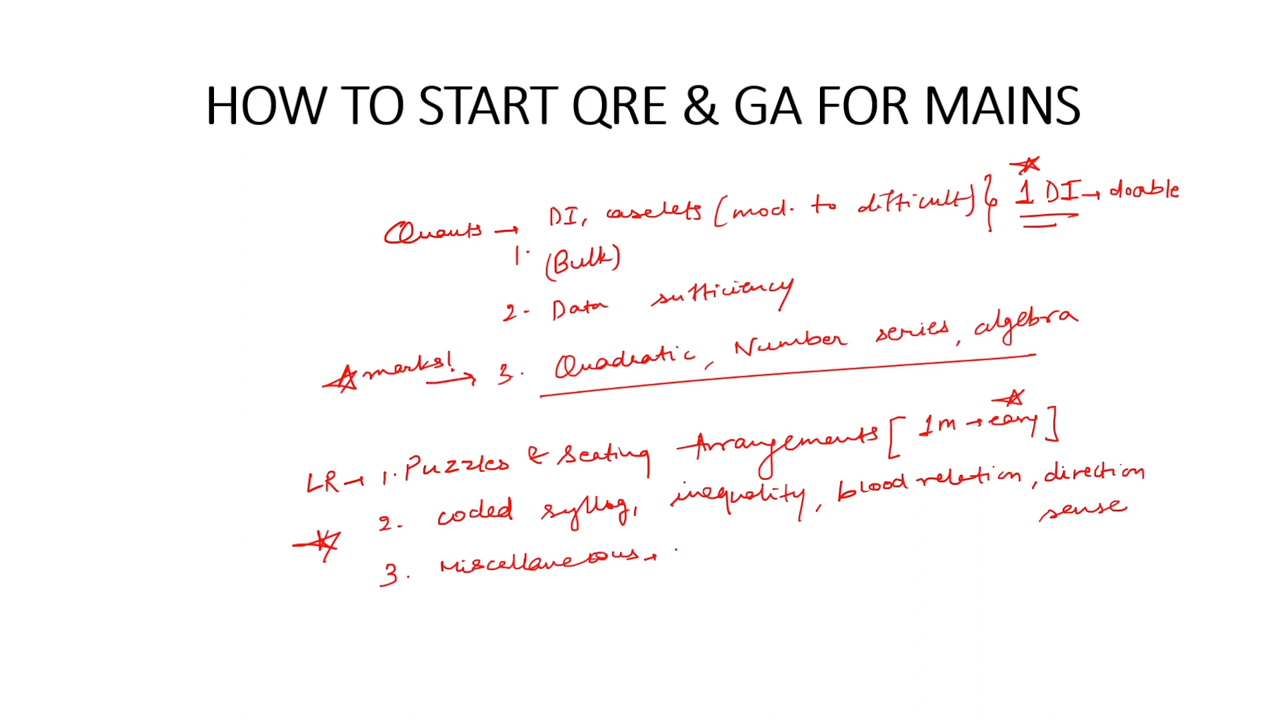 HOW TO START QRE & GA FOR MAINS
Quants → 1. DI, caselets (mod. to difficult) } 1 DI → doable
(Bulk)
2. Data sufficiency
marks! → 3. Quadratic, Number series, algebra
LR → 1. Puzzles & Seating Arrangements [1m → easy]
2. coded syllog, inequality, blood relation, direction
sense
3. Miscellaneous →